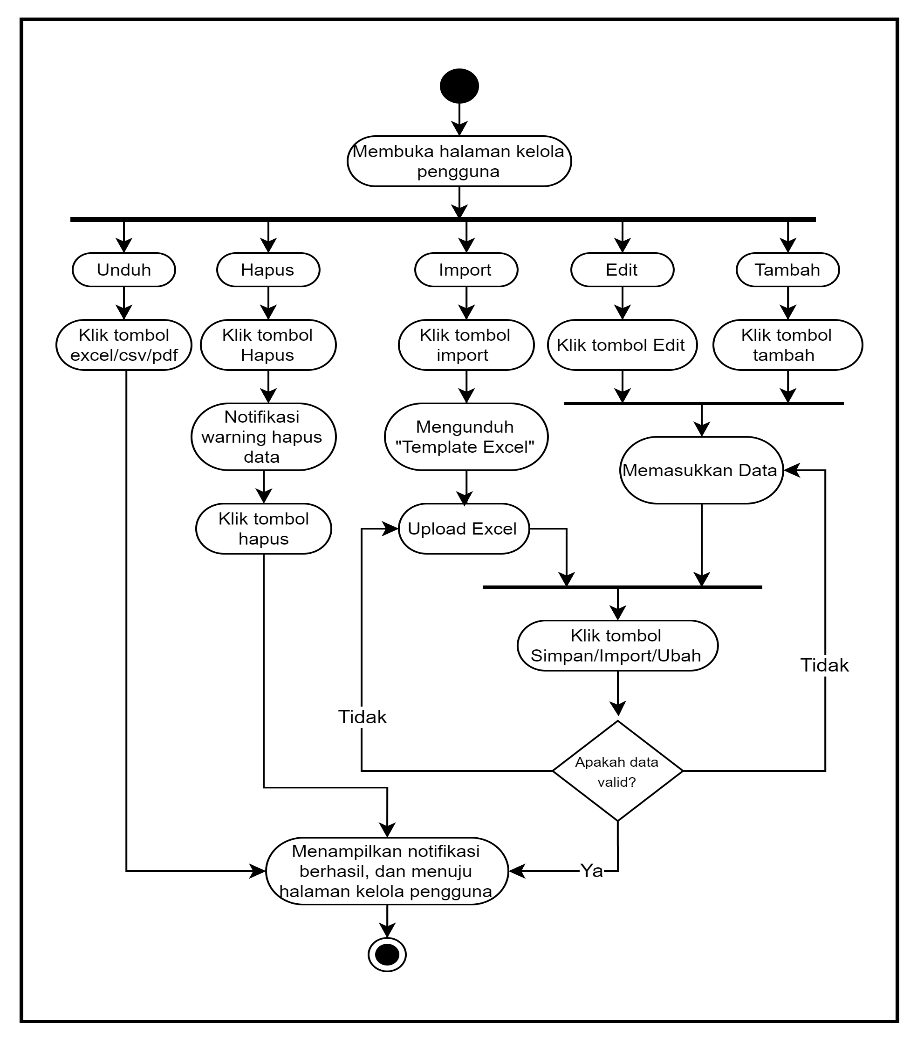 Membuka halaman kelola
pengguna
Unduh
Hapus
Import
Edit
Tambah
Klik tombol
excel/csv/pdf
Klik tombol
Hapus
Klik tombol
import
Klik tombol Edit
Klik tombol
tambah
Notifikasi
warning hapus
data
Mengunduh
"Template Excel"
Memasukkan Data
Klik tombol
hapus
Upload Excel
Klik tombol
Simpan/Import/Ubah
Tidak
Tidak
Apakah data
valid?
Menampilkan notifikasi
berhasil, dan menuju
halaman kelola pengguna
Ya